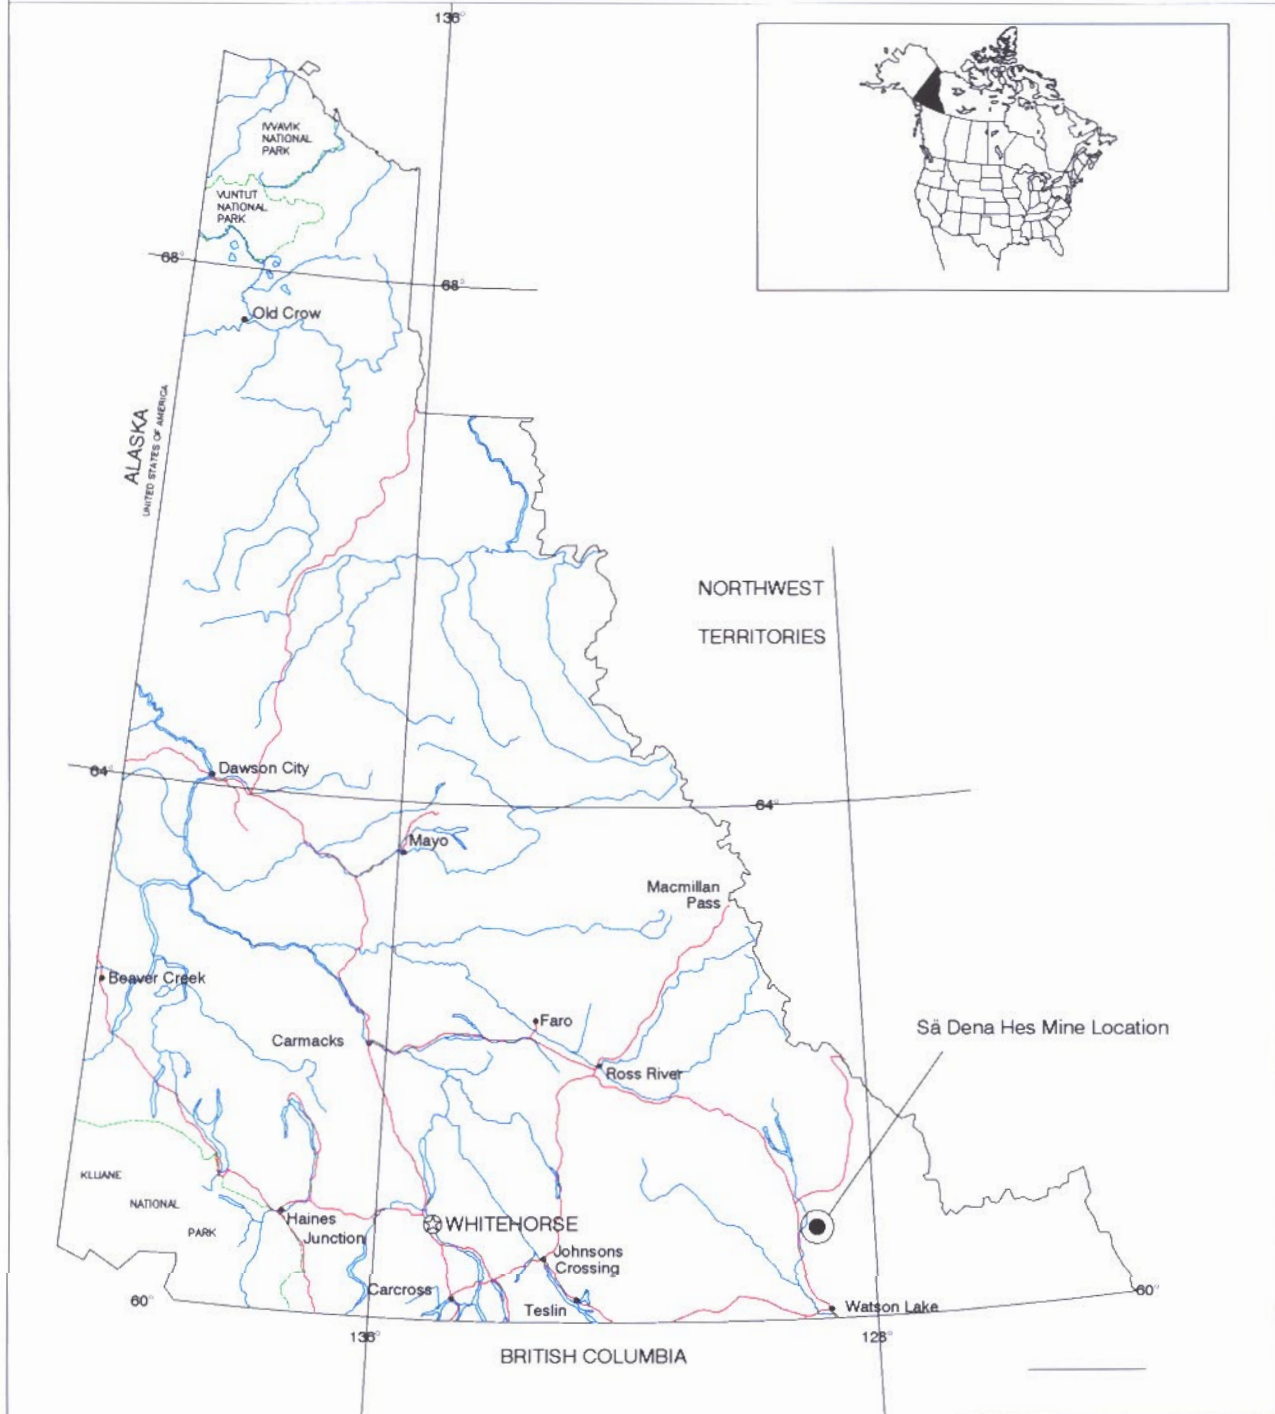 136°
IVVAVIK
NATIONAL
PARK
VUNTUT
NATIONAL
PARK
68°
68°
Old Crow
ALASKA
UNITED STATES OF AMERICA
NORTHWEST
TERRITORIES
64°
Dawson City
64°
Mayo
Macmillan
Pass
Beaver Creek
Faro
Carmacks
Sä Dena Hes Mine Location
Ross River
KLUANE
NATIONAL
PARK
Haines
Junction
WHITEHORSE
Johnsons
Crossing
Carcross
Teslin
Watson Lake
60°
60°
136°
128°
BRITISH COLUMBIA